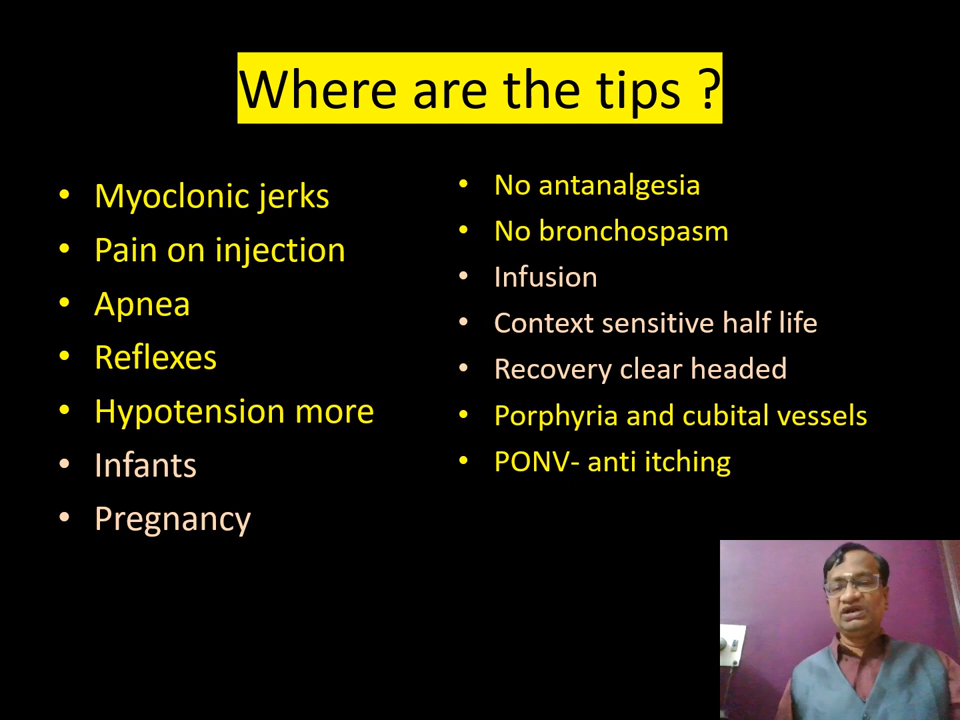 Where are the tips ?
• Myoclonic jerks
• Pain on injection
• Apnea
• Reflexes
• Hypotension more
• Infants
• Pregnancy
• No antanalgesia
• No bronchospasm
• Infusion
• Context sensitive half life
• Recovery clear headed
• Porphyria and cubital vessels
• PONV- anti itching